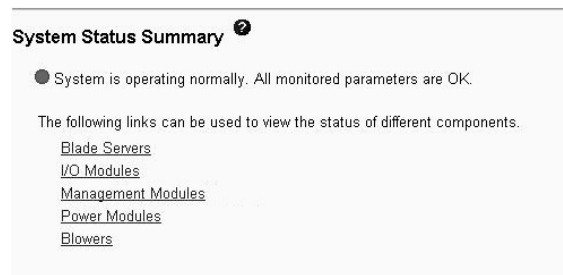 System Status Summary ?
System is operating normally. All monitored parameters are OK.
The following links can be used to view the status of different components.
Blade Servers
I/O Modules
Management Modules
Power Modules
Blowers